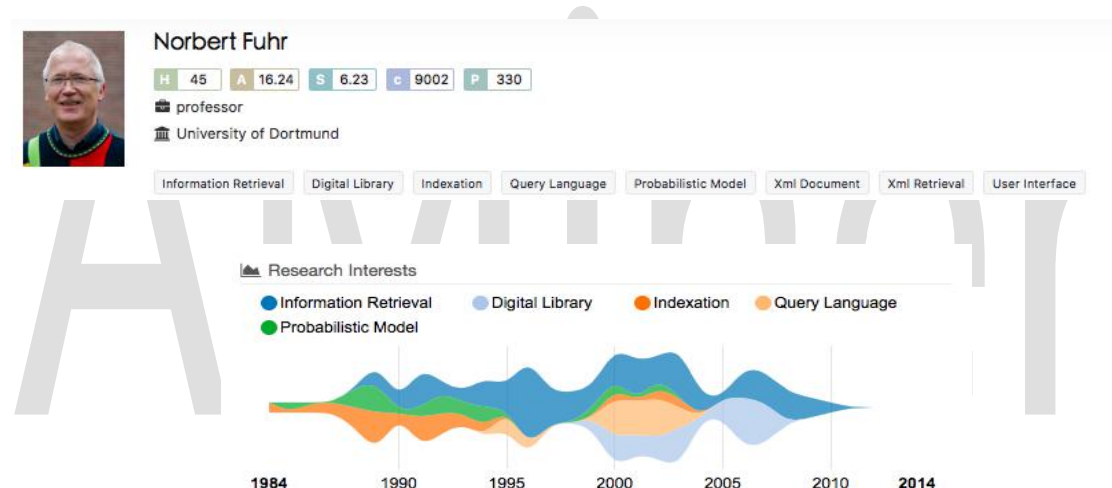 Norbert Fuhr
H 45 A 16.24 S 6.23 c 9002 P 330
professor
University of Dortmund
Information Retrieval Digital Library Indexation Query Language Probabilistic Model Xml Document Xml Retrieval User Interface
Research Interests
Information Retrieval Digital Library Indexation Query Language
Probabilistic Model
1984 1990 1995 2000 2005 2010 2014